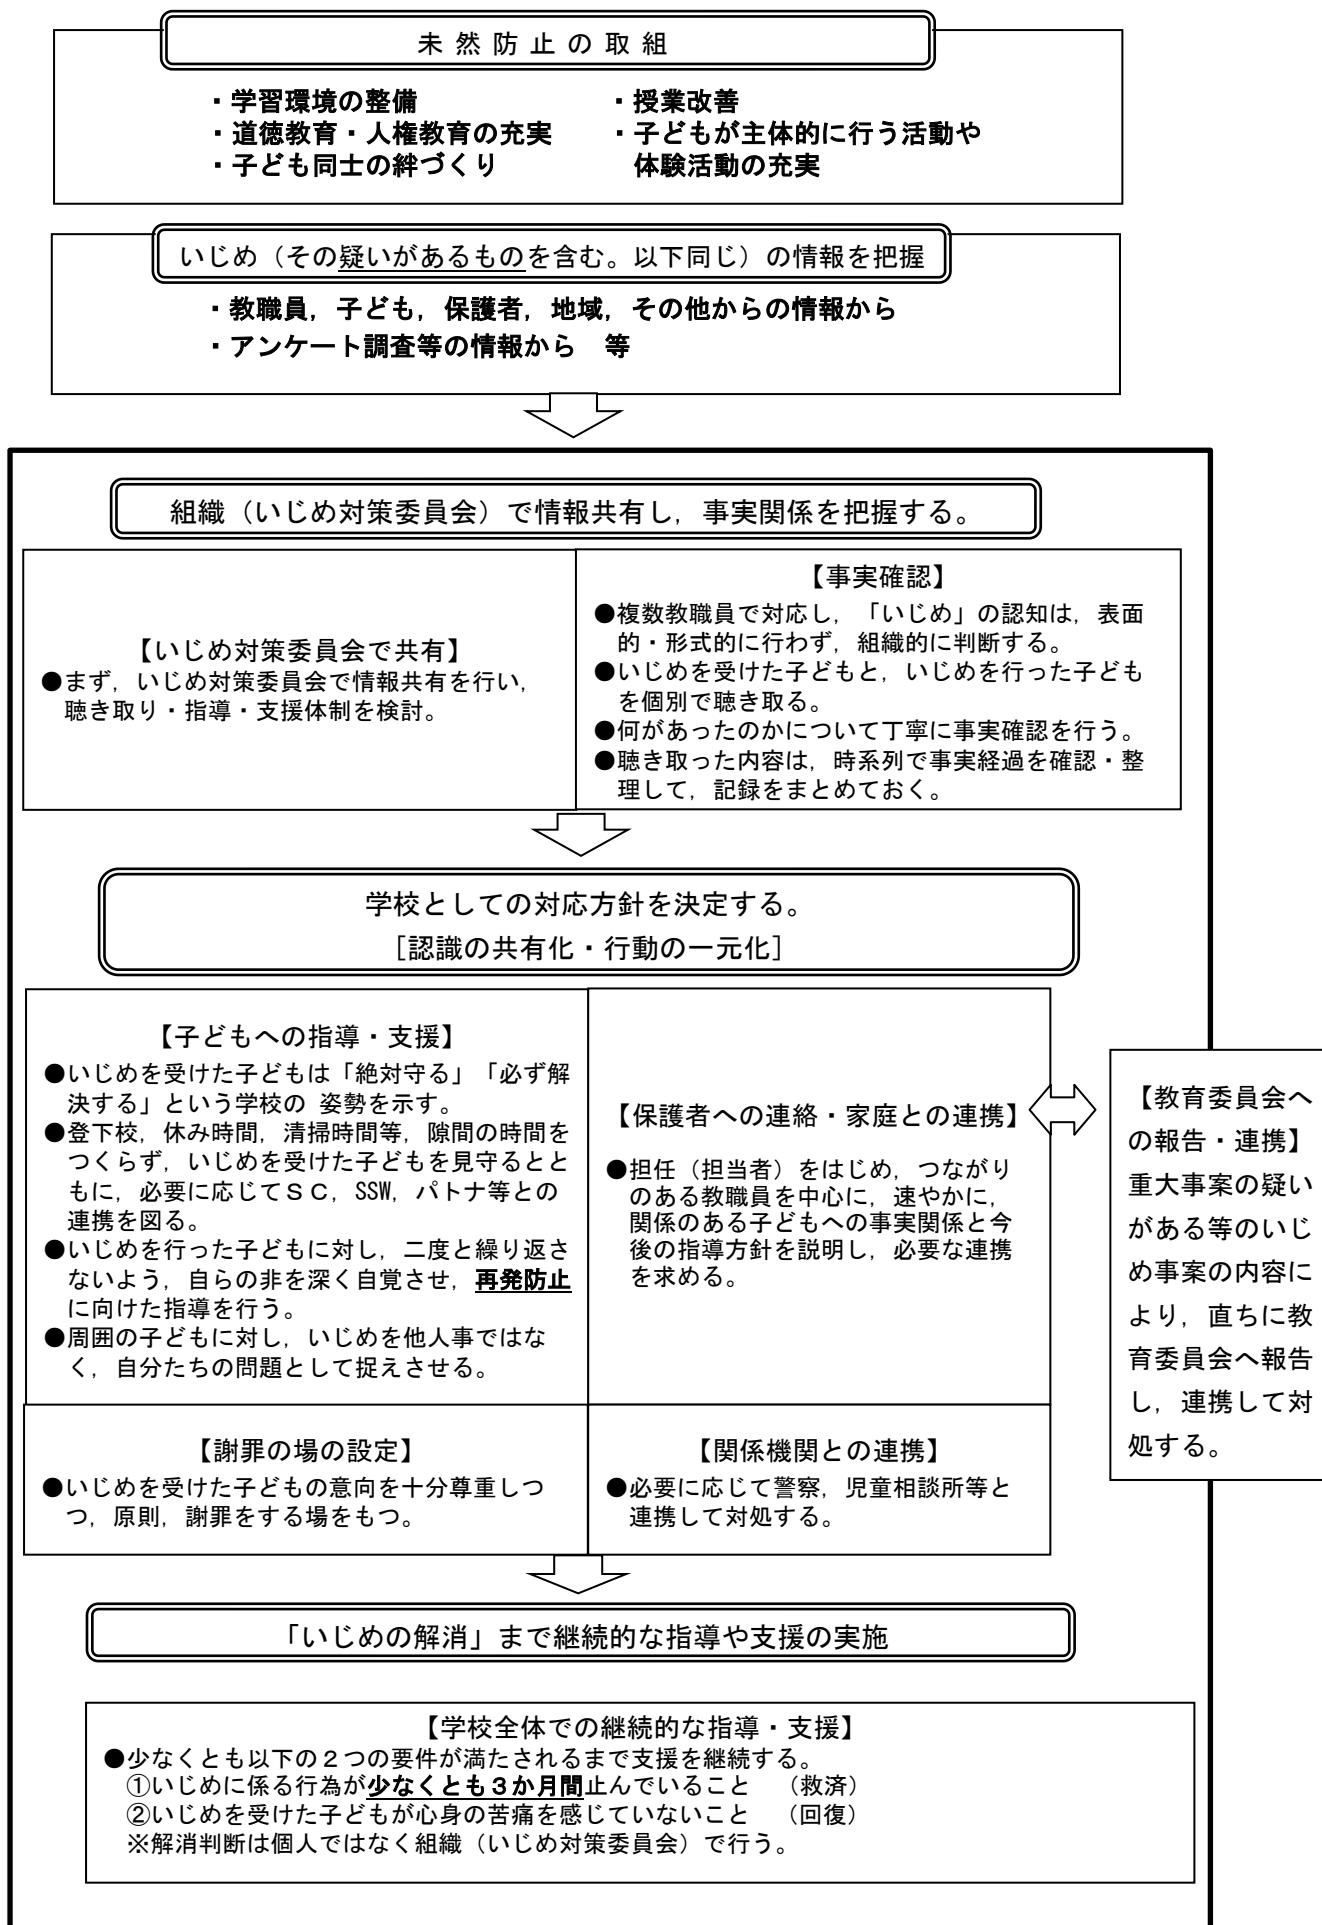 未然防止の取組
・学習環境の整備
・道徳教育・人権教育の充実
・子ども同士の絆づくり
・授業改善
・子どもが主体的に行う活動や
体験活動の充実
いじめ（その疑いがあるものを含む。以下同じ）の情報を把握
・教職員，子ども，保護者，地域，その他からの情報から
・アンケート調査等の情報から　等
組織（いじめ対策委員会）で情報共有し，事実関係を把握する。
【いじめ対策委員会で共有】
●まず，いじめ対策委員会で情報共有を行い，
聴き取り・指導・支援体制を検討。
【事実確認】
●複数教職員で対応し，「いじめ」の認知は，表面
的・形式的に行わず，組織的に判断する。
●いじめを受けた子どもと，いじめを行った子ども
を個別で聴き取る。
●何があったのかについて丁寧に事実確認を行う。
●聴き取った内容は，時系列で事実経過を確認・整
理して，記録をまとめておく。
学校としての対応方針を決定する。
［認識の共有化・行動の一元化］
【子どもへの指導・支援】
●いじめを受けた子どもは「絶対守る」「必ず解
決する」という学校の 姿勢を示す。
●登下校，休み時間，清掃時間等，隙間の時間を
つくらず，いじめを受けた子どもを見守るとと
もに，必要に応じてＳＣ，SSW，パトナ等との
連携を図る。
●いじめを行った子どもに対し，二度と繰り返さ
ないよう，自らの非を深く自覚させ，再発防止
に向けた指導を行う。
●周囲の子どもに対し，いじめを他人事ではな
く，自分たちの問題として捉えさせる。
【保護者への連絡・家庭との連携】
●担任（担当者）をはじめ，つながり
のある教職員を中心に，速やかに，
関係のある子どもへの事実関係と今
後の指導方針を説明し，必要な連携
を求める。
【教育委員会へ
の報告・連携】
重大事案の疑い
がある等のいじ
め事案の内容に
より，直ちに教
育委員会へ報告
し，連携して対
処する。
【謝罪の場の設定】
●いじめを受けた子どもの意向を十分尊重しつ
つ，原則，謝罪をする場をもつ。
【関係機関との連携】
●必要に応じて警察，児童相談所等と
連携して対処する。
「いじめの解消」まで継続的な指導や支援の実施
【学校全体での継続的な指導・支援】
●少なくとも以下の２つの要件が満たされるまで支援を継続する。
①いじめに係る行為が少なくとも３か月間止んでいること　（救済）
②いじめを受けた子どもが心身の苦痛を感じていないこと　（回復）
※解消判断は個人ではなく組織（いじめ対策委員会）で行う。